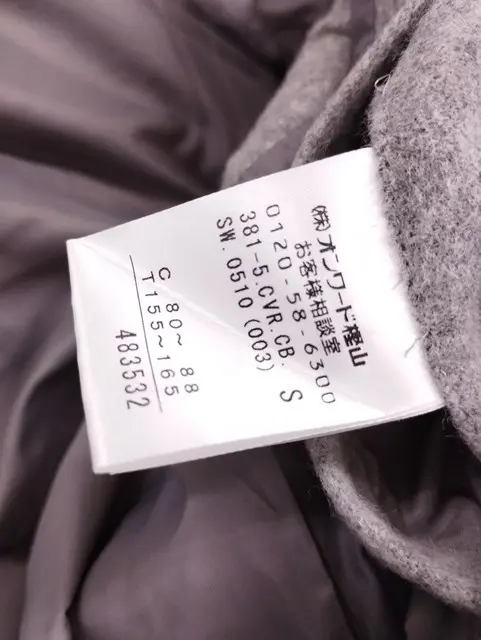 (株)オンワード樫山
お客様相談室
0120-58-6300
381-5.CVR.CB. S
SW.0510(003)
C 80~88
T155~165
483532